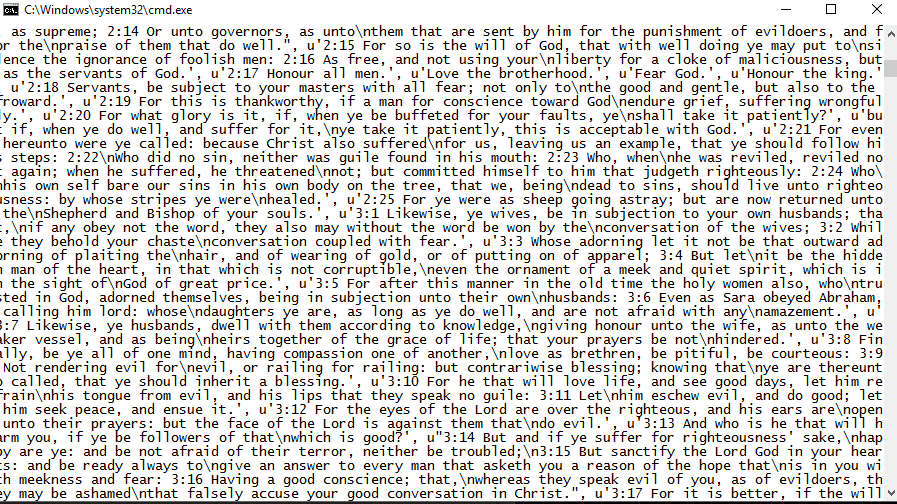 C:\Windows\system32\cmd.exe
, as supreme; 2:14 Or unto governors, as unto\nthem that are sent by him for the punishment of evildoers, and f
or the\npraise of them that do well.", u'2:15 For so is the will of God, that with well doing ye may put to\nsi
lence the ignorance of foolish men: 2:16 As free, and not using your\nliberty for a cloke of maliciousness, but
as the servants of God.', u'2:17 Honour all men.', u'Love the brotherhood.', u'Fear God.', u'Honour the king.'
, u'2:18 Servants, be subject to your masters with all fear; not only to\nthe good and gentle, but also to the
froward.', u'2:19 For this is thankworthy, if a man for conscience toward God\nendure grief, suffering wrongful
ly.', u'2:20 For what glory is it, if, when ye be buffeted for your faults, ye\nshall take it patiently?', u'bu
t if, when ye do well, and suffer for it,\nye take it patiently, this is acceptable with God.', u'2:21 For even
hereunto were ye called: because Christ also suffered\nfor us, leaving us an example, that ye should follow hi
s steps: 2:22\nWho did no sin, neither was guile found in his mouth: 2:23 Who, when\nhe was reviled, reviled no
t again; when he suffered, he threatened\nnot; but committed himself to him that judgeth righteously: 2:24 Who\
nhis own self bare our sins in his own body on the tree, that we, being\ndead to sins, should live unto righteo
usness: by whose stripes ye were\nhealed.', u'2:25 For ye were as sheep going astray; but are now returned unto
the\nShepherd and Bishop of your souls.', u'3:1 Likewise, ye wives, be in subjection to your own husbands; tha
t,\nif any obey not the word, they also may without the word be won by the\nconversation of the wives; 3:2 Whil
e they behold your chaste\nconversation coupled with fear.', u'3:3 Whose adorning let it not be that outward ad
orning of plaiting the\nhair, and of wearing of gold, or of putting on of apparel; 3:4 But let\nit be the hidde
n man of the heart, in that which is not corruptible,\neven the ornament of a meek and quiet spirit, which is i
n the sight of\nGod of great price.', u'3:5 For after this manner in the old time the holy women also, who\ntru
sted in God, adorned themselves, being in subjection unto their own\nhusbands: 3:6 Even as Sara obeyed Abraham,
calling him lord: whose\ndaughters ye are, as long as ye do well, and are not afraid with any\namazement.', u'
3:7 Likewise, ye husbands, dwell with them according to knowledge,\ngiving honour unto the wife, as unto the we
aker vessel, and as being\nheirs together of the grace of life; that your prayers be not\nhindered.', u'3:8 Fin
ally, be ye all of one mind, having compassion one of another,\nlove as brethren, be pitiful, be courteous: 3:9
Not rendering evil for\nevil, or railing for railing: but contrariwise blessing; knowing that\nye are thereunt
o called, that ye should inherit a blessing.', u'3:10 For he that will love life, and see good days, let him re
frain\nhis tongue from evil, and his lips that they speak no guile: 3:11 Let\nhim eschew evil, and do good; let
him seek peace, and ensue it.', u'3:12 For the eyes of the Lord are over the righteous, and his ears are\nopen
unto their prayers: but the face of the Lord is against them that\ndo evil.', u'3:13 And who is he that will h
arm you, if ye be followers of that\nwhich is good?', u"3:14 But and if ye suffer for righteousness' sake,\nhap
py are ye: and be not afraid of their terror, neither be troubled;\n3:15 But sanctify the Lord God in your hear
ts: and be ready always to\ngive an answer to every man that asketh you a reason of the hope that\nis in you wi
th meekness and fear: 3:16 Having a good conscience; that,\nwhereas they speak evil of you, as of evildoers, th
ey may be ashamed\nthat falsely accuse your good conversation in Christ.", u'3:17 For it is better, if the will